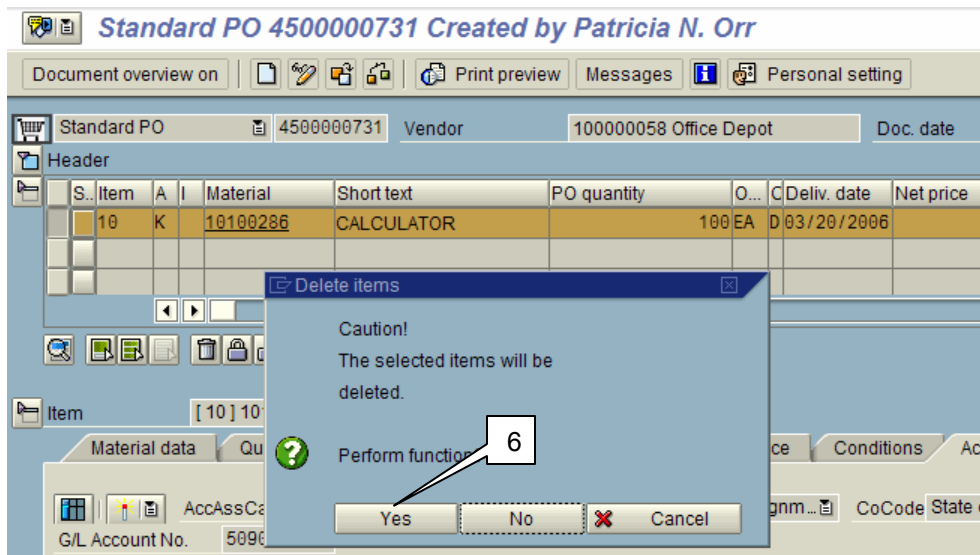 Standard PO 4500000731 Created by Patricia N. Orr
Document overview on Print preview Messages Personal setting
Standard PO 4500000731 Vendor 100000058 Office Depot Doc. date
Header
S.. Item A I Material Short text PO quantity O... C Deliv. date Net price
10 K 10100286 CALCULATOR 100 EA D 03/20/2006
Delete items
Caution!
The selected items will be
deleted.
Item [ 10 ] 10
Material data Qu ce Conditions Ac
Perform function 6
AccAssCa gnm... CoCode State
Yes No Cancel
G/L Account No. 5090